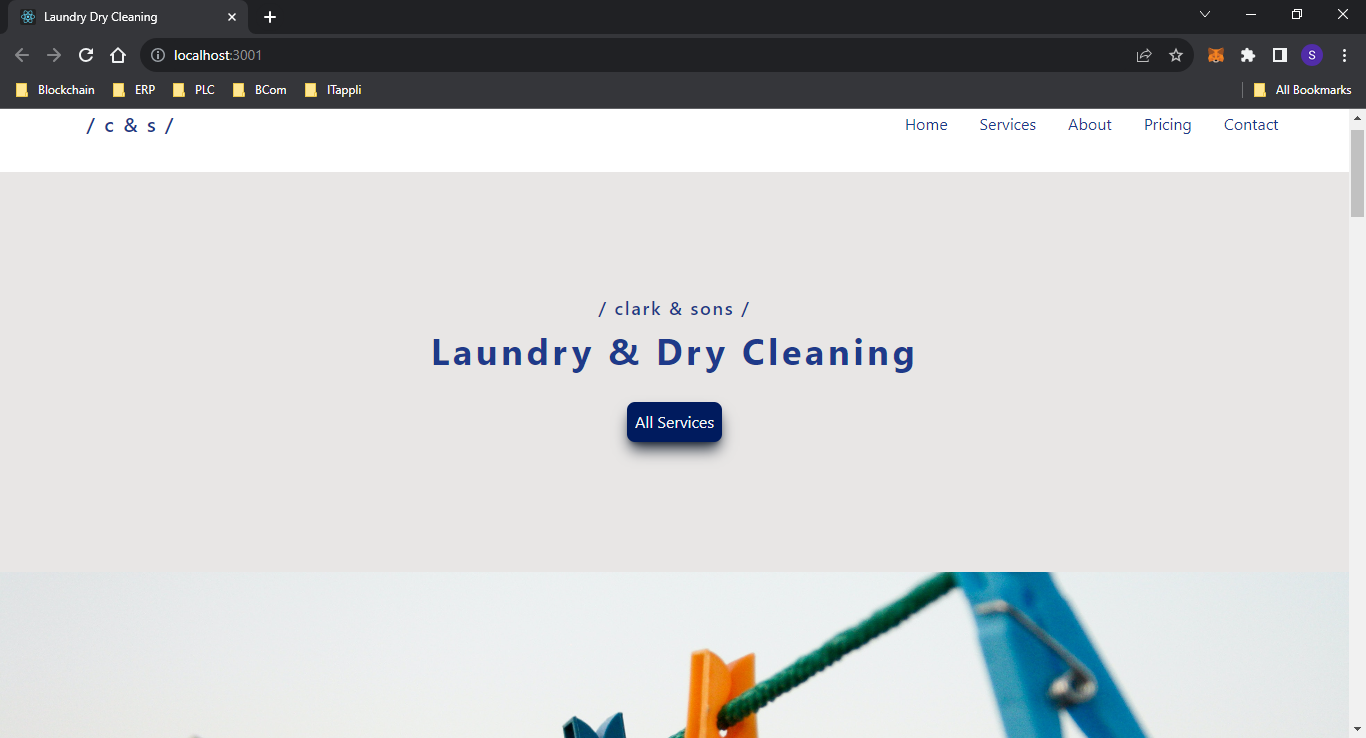 Laundry Dry Cleaning
localhost:3001
S
Blockchain ERP PLC BCom ITappli All Bookmarks
/ c & s / Home Services About Pricing Contact
/ clark & sons /
Laundry & Dry Cleaning
All Services